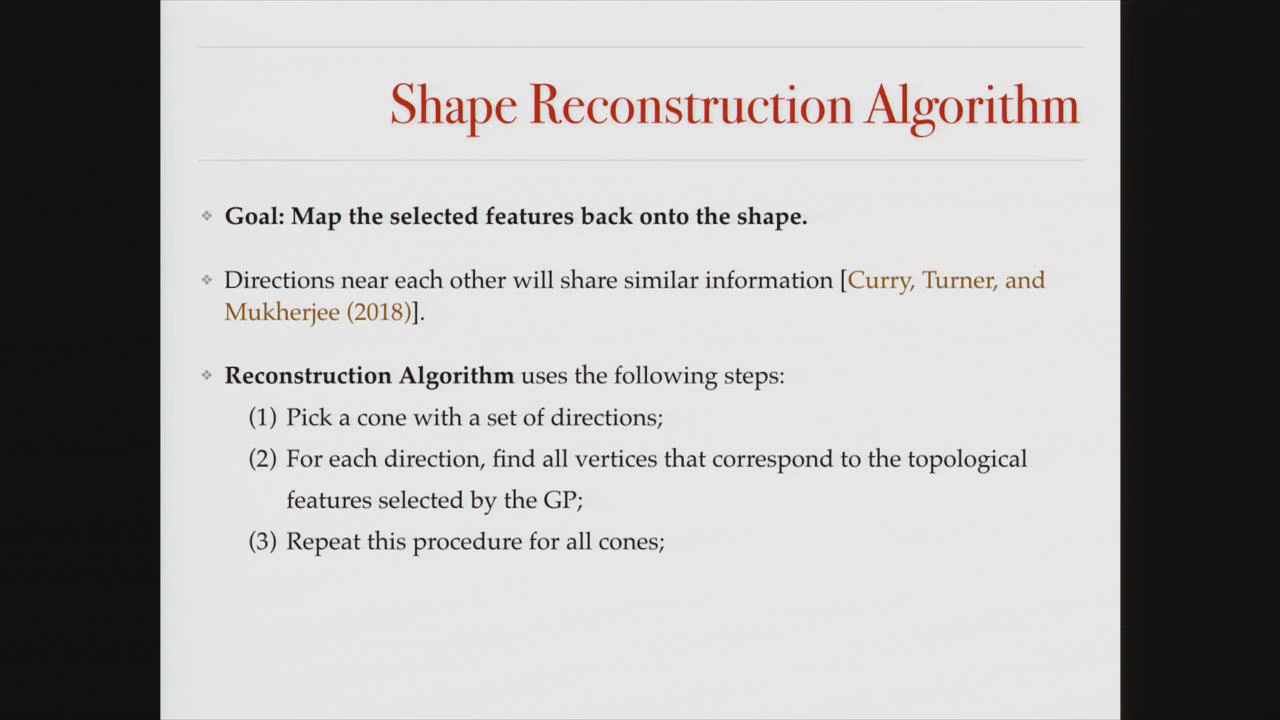 Shape Reconstruction Algorithm
Goal: Map the selected features back onto the shape.
Directions near each other will share similar information [Curry, Turner, and
Mukherjee (2018)].
Reconstruction Algorithm uses the following steps:
(1) Pick a cone with a set of directions;
(2) For each direction, find all vertices that correspond to the topological
features selected by the GP;
(3) Repeat this procedure for all cones;